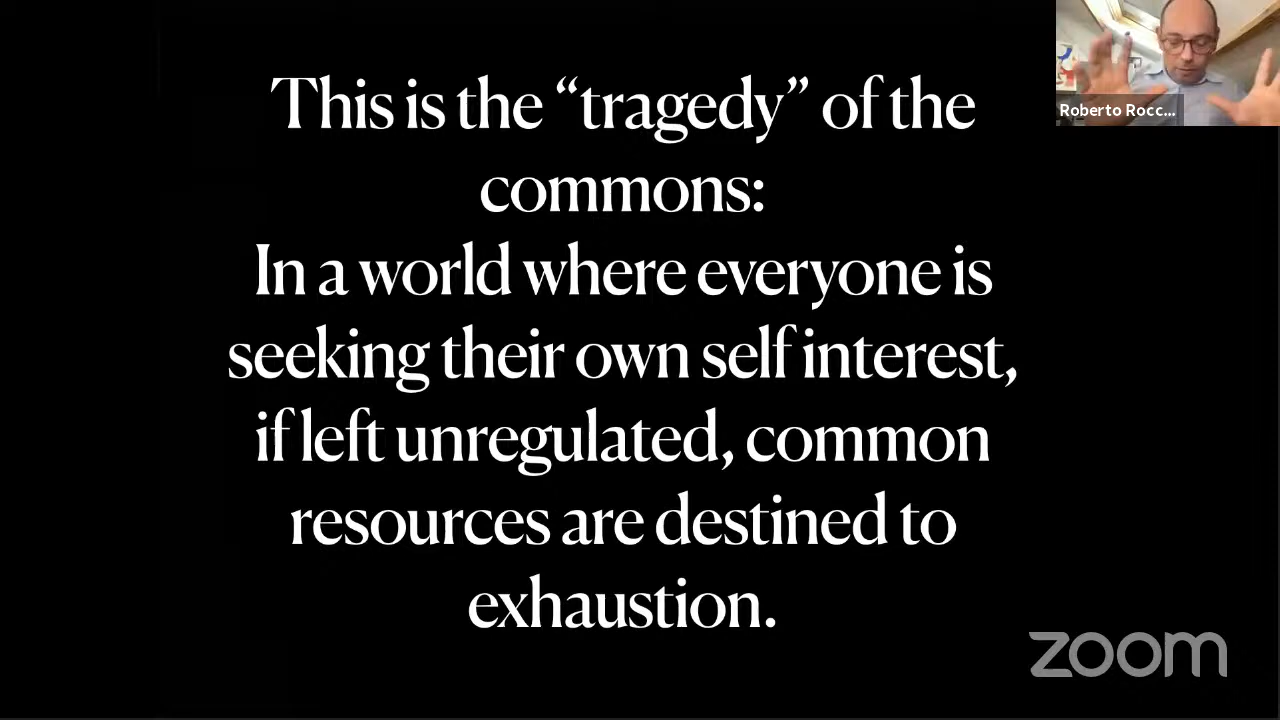 This is the “tragedy” of the
commons:
In a world where everyone is
seeking their own self interest,
if left unregulated, common
resources are destined to
exhaustion.
Roberto Rocc...
zoom